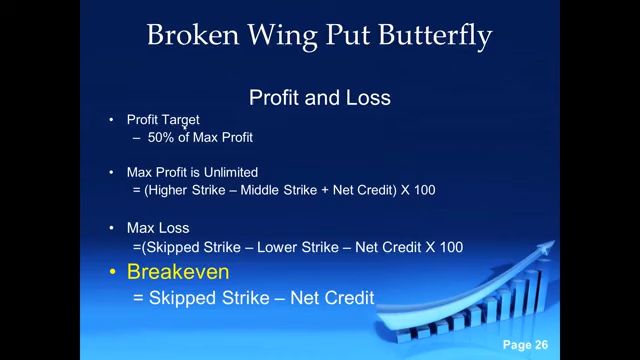 Broken Wing Put Butterfly
Profit and Loss
• Profit Target
– 50% of Max Profit
• Max Profit is Unlimited
= (Higher Strike – Middle Strike + Net Credit) X 100
• Max Loss
=(Skipped Strike – Lower Strike – Net Credit X 100
• Breakeven
= Skipped Strike – Net Credit
Page 26